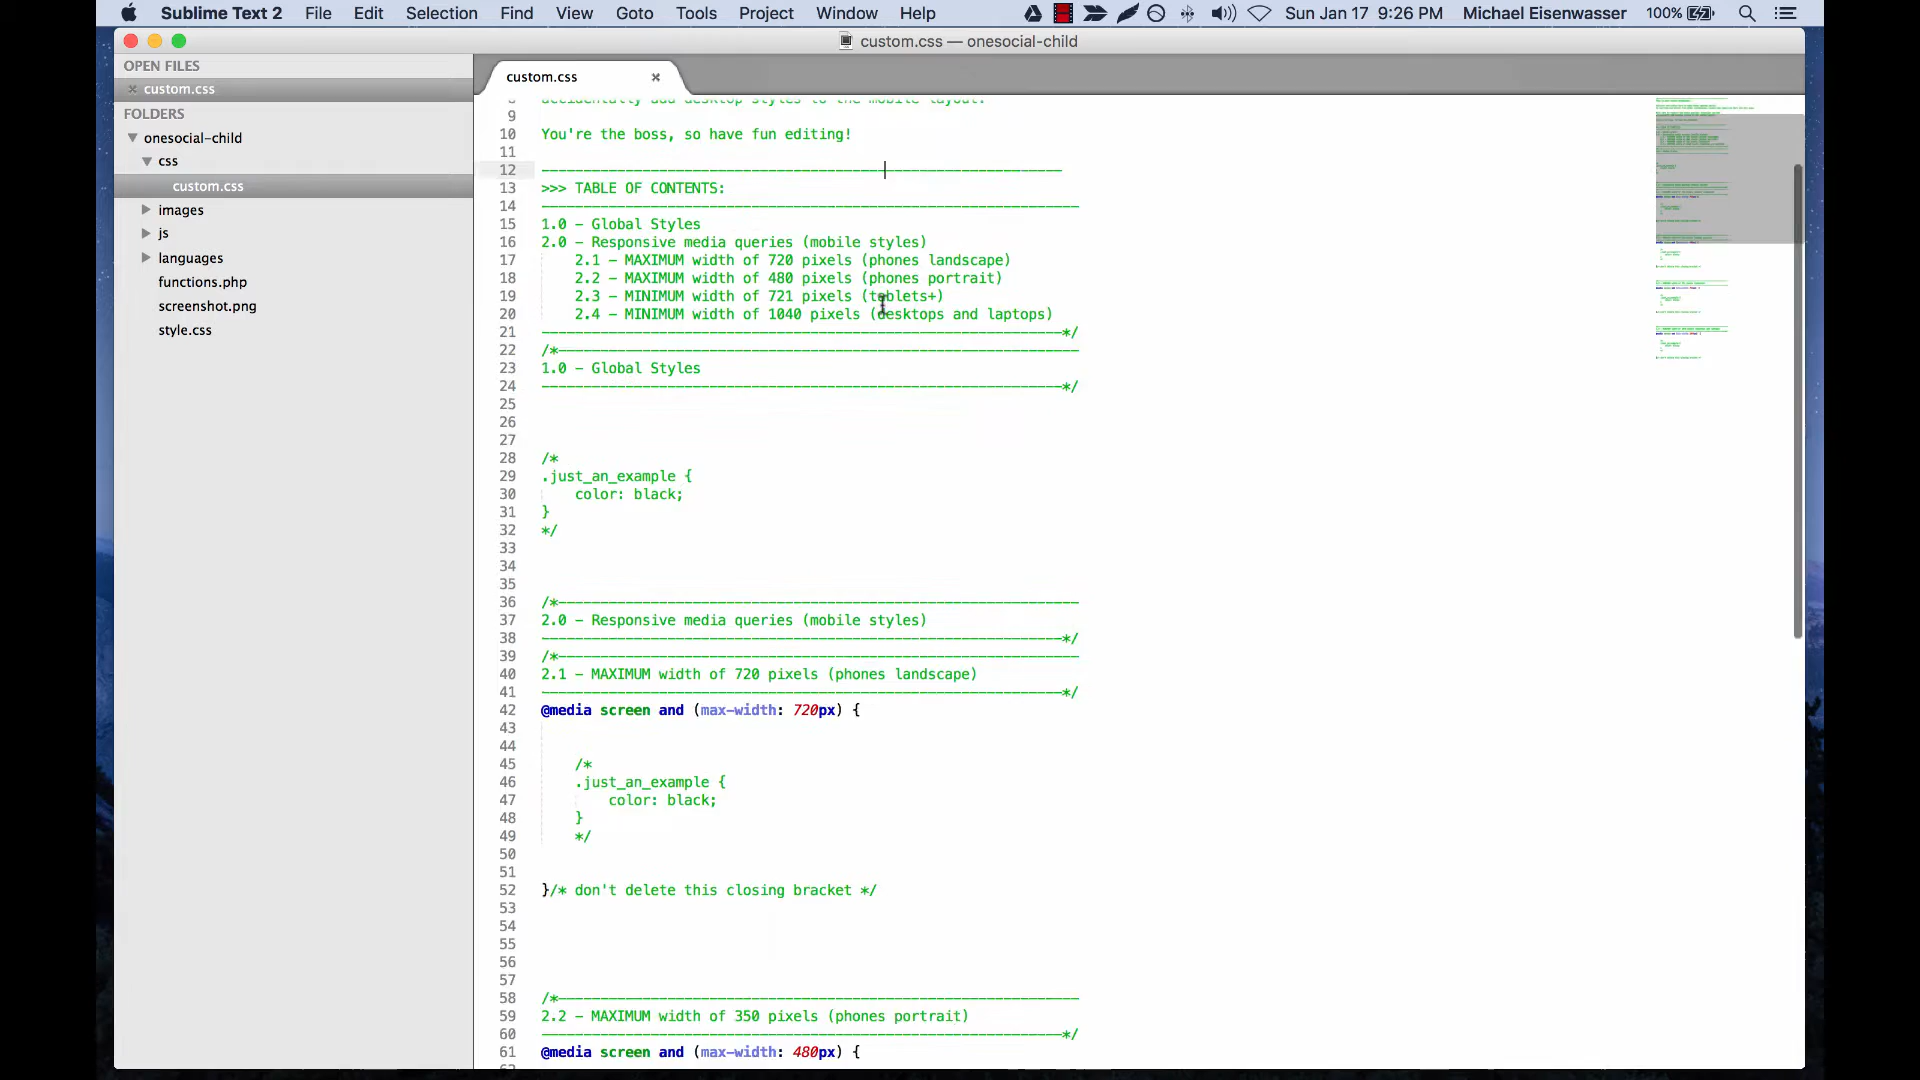 Sublime Text 2 File Edit Selection Find View Goto Tools Project Window Help Sun Jan 17 9:26 PM Michael Eisenwasser 100%
custom.css — onesocial-child
OPEN FILES
custom.css
FOLDERS
onesocial-child
css
custom.css
images
js
languages
functions.php
screenshot.png
style.css
custom.css
8 accidentally add desktop styles to the mobile layout.
9
10 You're the boss, so have fun editing!
11
12 --------------------------------------------------------------
13 >>> TABLE OF CONTENTS:
14 ----------------------------------------------------------------
15 1.0 - Global Styles
16 2.0 - Responsive media queries (mobile styles)
17 2.1 - MAXIMUM width of 720 pixels (phones landscape)
18 2.2 - MAXIMUM width of 480 pixels (phones portrait)
19 2.3 - MINIMUM width of 721 pixels (tablets+)
20 2.4 - MINIMUM width of 1040 pixels (desktops and laptops)
21 --------------------------------------------------------------*/
22 /*--------------------------------------------------------------
23 1.0 - Global Styles
24 --------------------------------------------------------------*/
25
26
27
28 /*
29 .just_an_example {
30 color: black;
31 }
32 */
33
34
35
36 /*--------------------------------------------------------------
37 2.0 - Responsive media queries (mobile styles)
38 --------------------------------------------------------------*/
39 /*--------------------------------------------------------------
40 2.1 - MAXIMUM width of 720 pixels (phones landscape)
41 --------------------------------------------------------------*/
42 @media screen and (max-width: 720px) {
43
44
45 /*
46 .just_an_example {
47 color: black;
48 }
49 */
50
51
52 }/* don't delete this closing bracket */
53
54
55
56
57
58 /*--------------------------------------------------------------
59 2.2 - MAXIMUM width of 350 pixels (phones portrait)
60 --------------------------------------------------------------*/
61 @media screen and (max-width: 480px) {